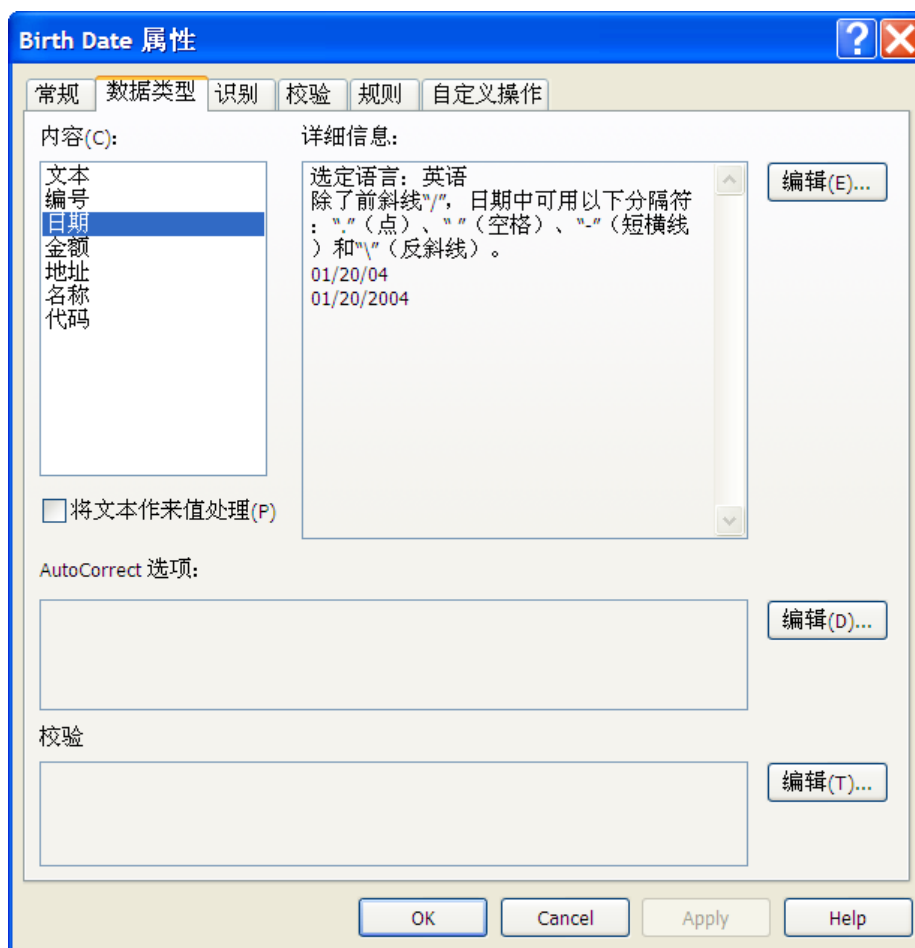 Birth Date 属性
常规 数据类型 识别 校验 规则 自定义操作
内容(C):
文本
编号
日期
金额
地址
名称
代码
将文本作来值处理(P)
详细信息:
选定语言: 英语
除了前斜线"/", 日期中可用以下分隔符
: "."(点)、" "(空格)、"-"(短横线
)和"\"(反斜线)。
01/20/04
01/20/2004
编辑(E)...
AutoCorrect 选项:
编辑(D)...
校验
编辑(T)...
OK Cancel Apply Help